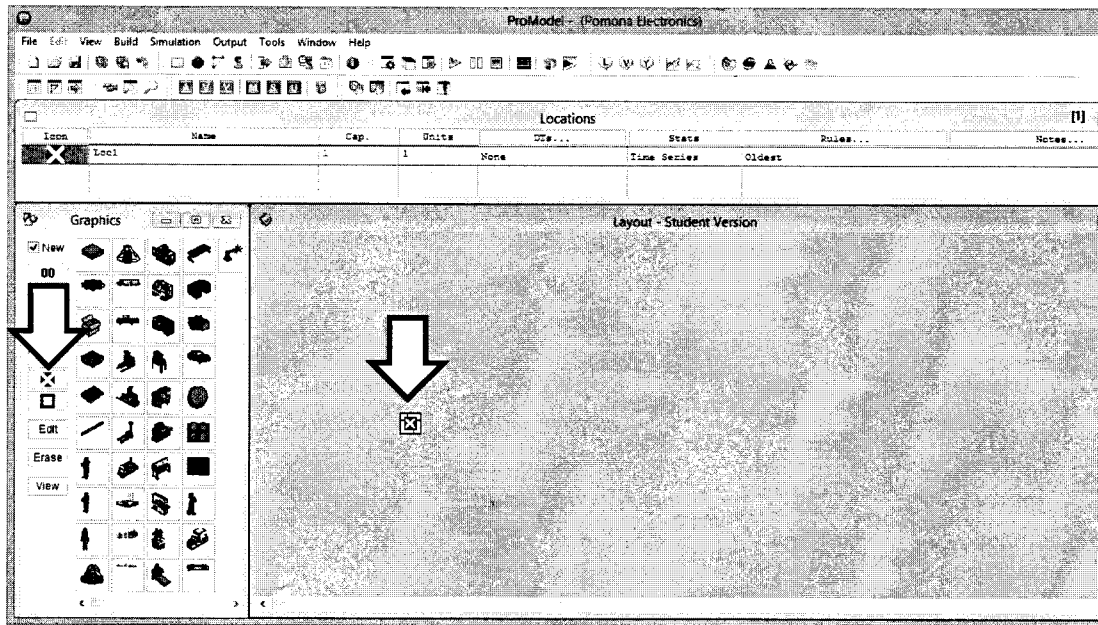 ProModel - (Pomona Electronics)
File Edit View Build Simulation Output Tools Window Help
Locations [1]
Icon Name Cap. Units DTs... Stats Rules... Notes...
Loc1 1 1 None Time Series Oldest
Graphics
Layout - Student Version
New
00
Edit
Erase
View